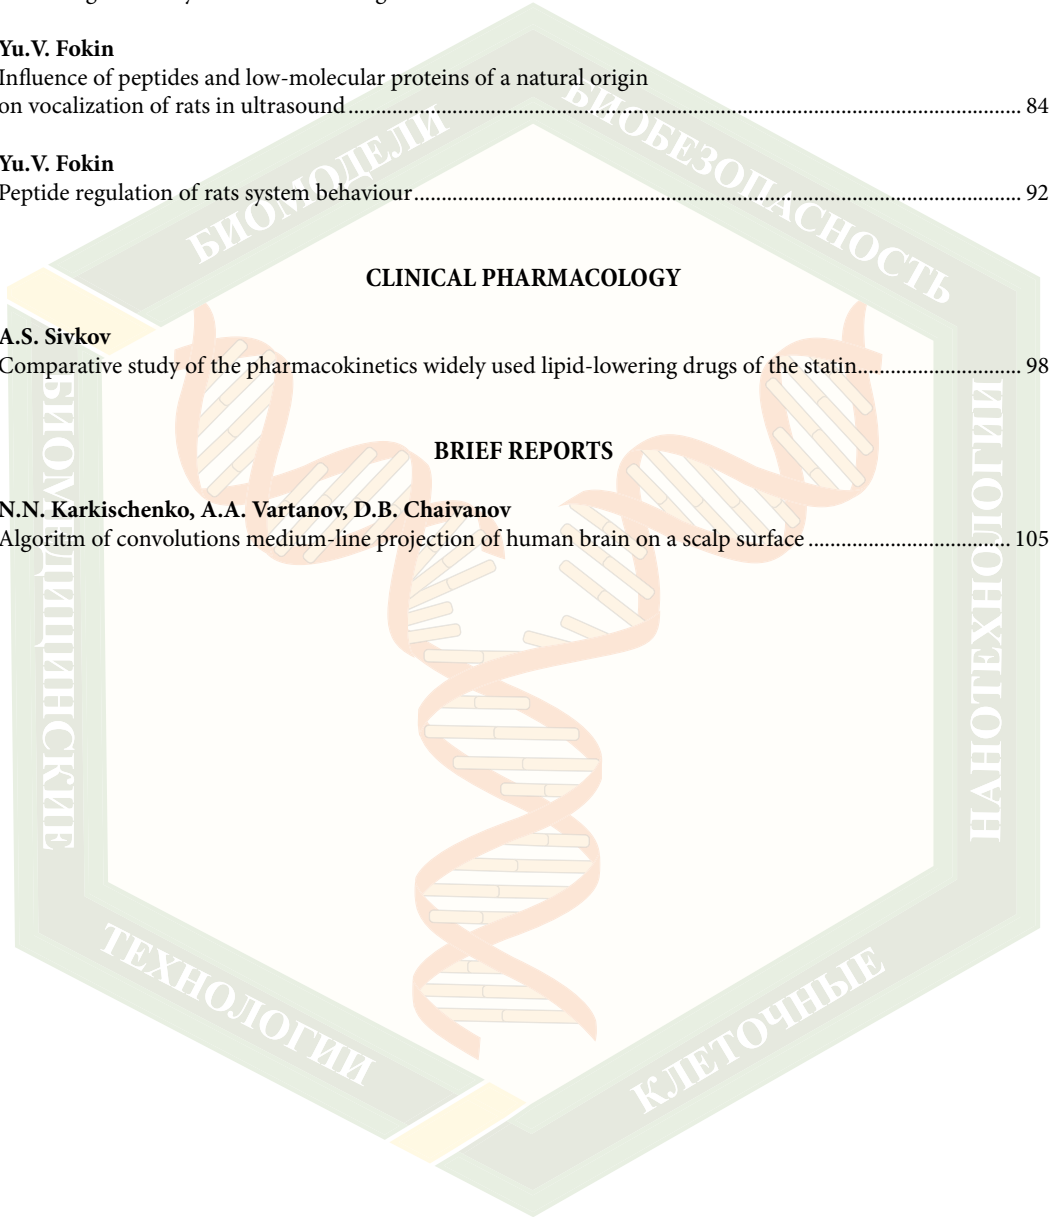 Yu.V. Fokin
Influence of peptides and low-molecular proteins of a natural origin
on vocalization of rats in ultrasound ........ 84
Yu.V. Fokin
Peptide regulation of rats system behaviour ........ 92
CLINICAL PHARMACOLOGY
A.S. Sivkov
Comparative study of the pharmacokinetics widely used lipid-lowering drugs of the statin ........ 98
BRIEF REPORTS
N.N. Karkischenko, A.A. Vartanov, D.B. Chaivanov
Algoritm of convolutions medium-line projection of human brain on a scalp surface ........ 105
БИОМОДЕЛИ
БИОБЕЗОПАСНОСТЬ
БИОМЕДИЦИНСКИЕ
НАНОТЕХНОЛОГИИ
ТЕХНОЛОГИИ
КЛЕТОЧНЫЕ